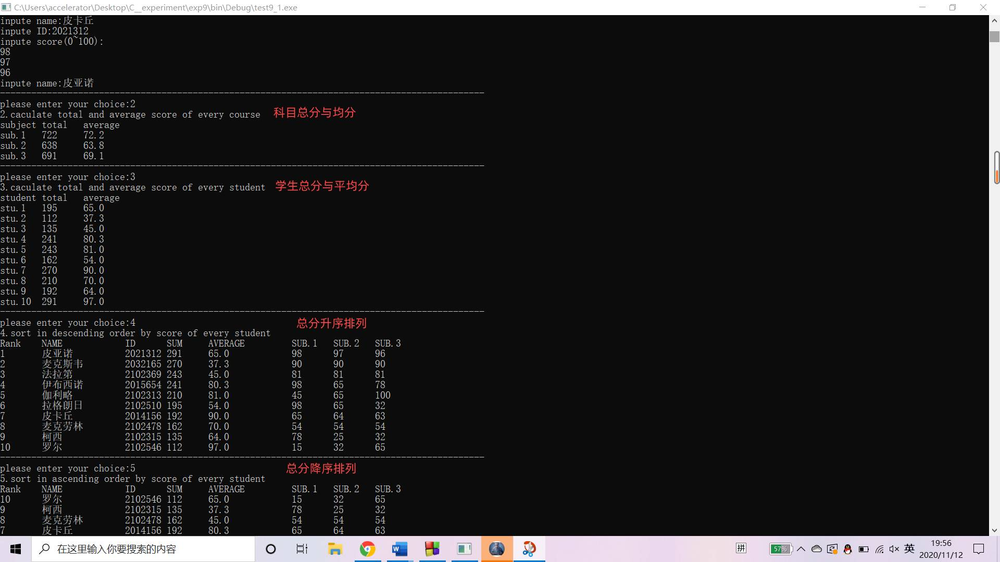 C:\Users\accelerator\Desktop\C__experiment\exp9\bin\Debug\test9_1.exe
inpute name:皮卡丘
inpute ID:2021312
inpute score(0~100):
98
97
96
inpute name:皮亚诺
please enter your choice:2
2.caculate total and average score of every course 科目总分与均分
subject total average
sub.1 722 72.2
sub.2 638 63.8
sub.3 691 69.1
please enter your choice:3
3.caculate total and average score of every student 学生总分与平均分
student total average
stu.1 195 65.0
stu.2 112 37.3
stu.3 135 45.0
stu.4 241 80.3
stu.5 243 81.0
stu.6 162 54.0
stu.7 270 90.0
stu.8 210 70.0
stu.9 192 64.0
stu.10 291 97.0
please enter your choice:4 总分升序排列
4.sort in descending order by score of every student
Rank NAME ID SUM AVERAGE SUB.1 SUB.2 SUB.3
1 皮亚诺 2021312 291 65.0 98 97 96
2 麦克斯韦 2032165 270 37.3 90 90 90
3 法拉第 2102369 243 45.0 81 81 81
4 伊布西诺 2015654 241 80.3 98 65 78
5 伽利略 2102313 210 81.0 45 65 100
6 拉格朗日 2102510 195 54.0 98 65 32
7 皮卡丘 2014156 192 90.0 65 64 63
8 麦克劳林 2102478 162 70.0 54 54 54
9 柯西 2102315 135 64.0 78 25 32
10 罗尔 2102546 112 97.0 15 32 65
please enter your choice:5 总分降序排列
5.sort in ascending order by score of every student
Rank NAME ID SUM AVERAGE SUB.1 SUB.2 SUB.3
10 罗尔 2102546 112 65.0 15 32 65
9 柯西 2102315 135 37.3 78 25 32
8 麦克劳林 2102478 162 45.0 54 54 54
7 皮卡丘 2014156 192 80.3 65 64 63
在这里输入你要搜索的内容
拼
57%
英
19:56
2020/11/12